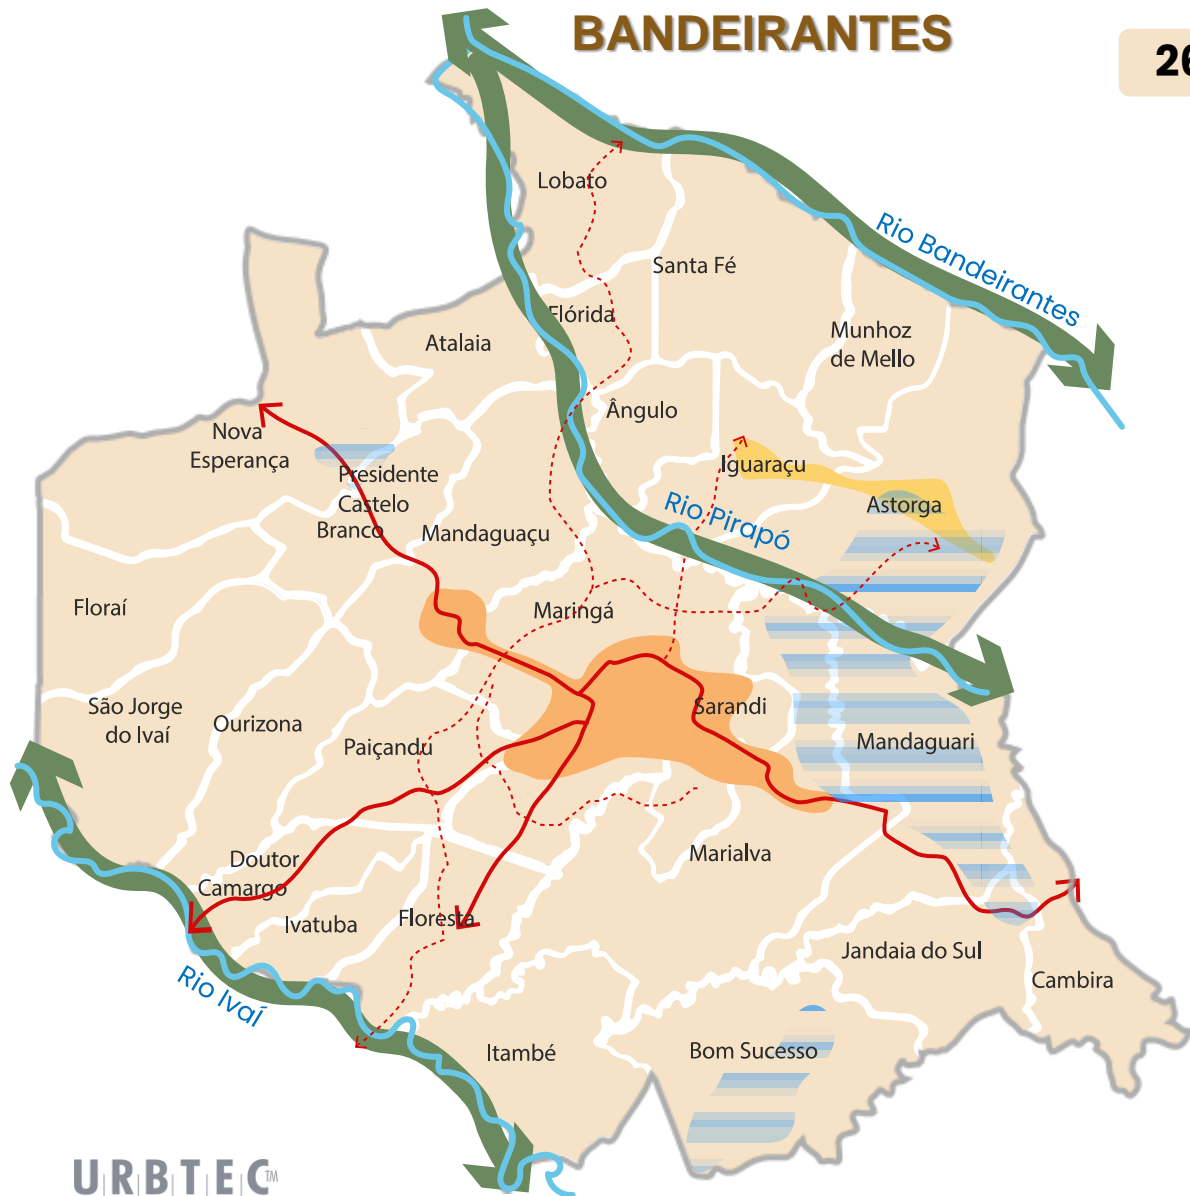 BANDEIRANTES
26
Lobato
Rio Bandeirantes
Santa Fé
Flórida
Atalaia
Munhoz
de Mello
Ângulo
Nova
Esperança
Iguaraçu
Presidente
Castelo
Branco
Astorga
Rio Pirapó
Mandaguaçu
Floraí
Maringá
São Jorge
do Ivaí
Ourizona
Sarandi
Paiçandu
Mandaguari
Doutor
Camargo
Marialva
Ivatuba
Floresta
Jandaia do Sul
Cambira
Rio Ivaí
Itambé
Bom Sucesso
URBTEC™